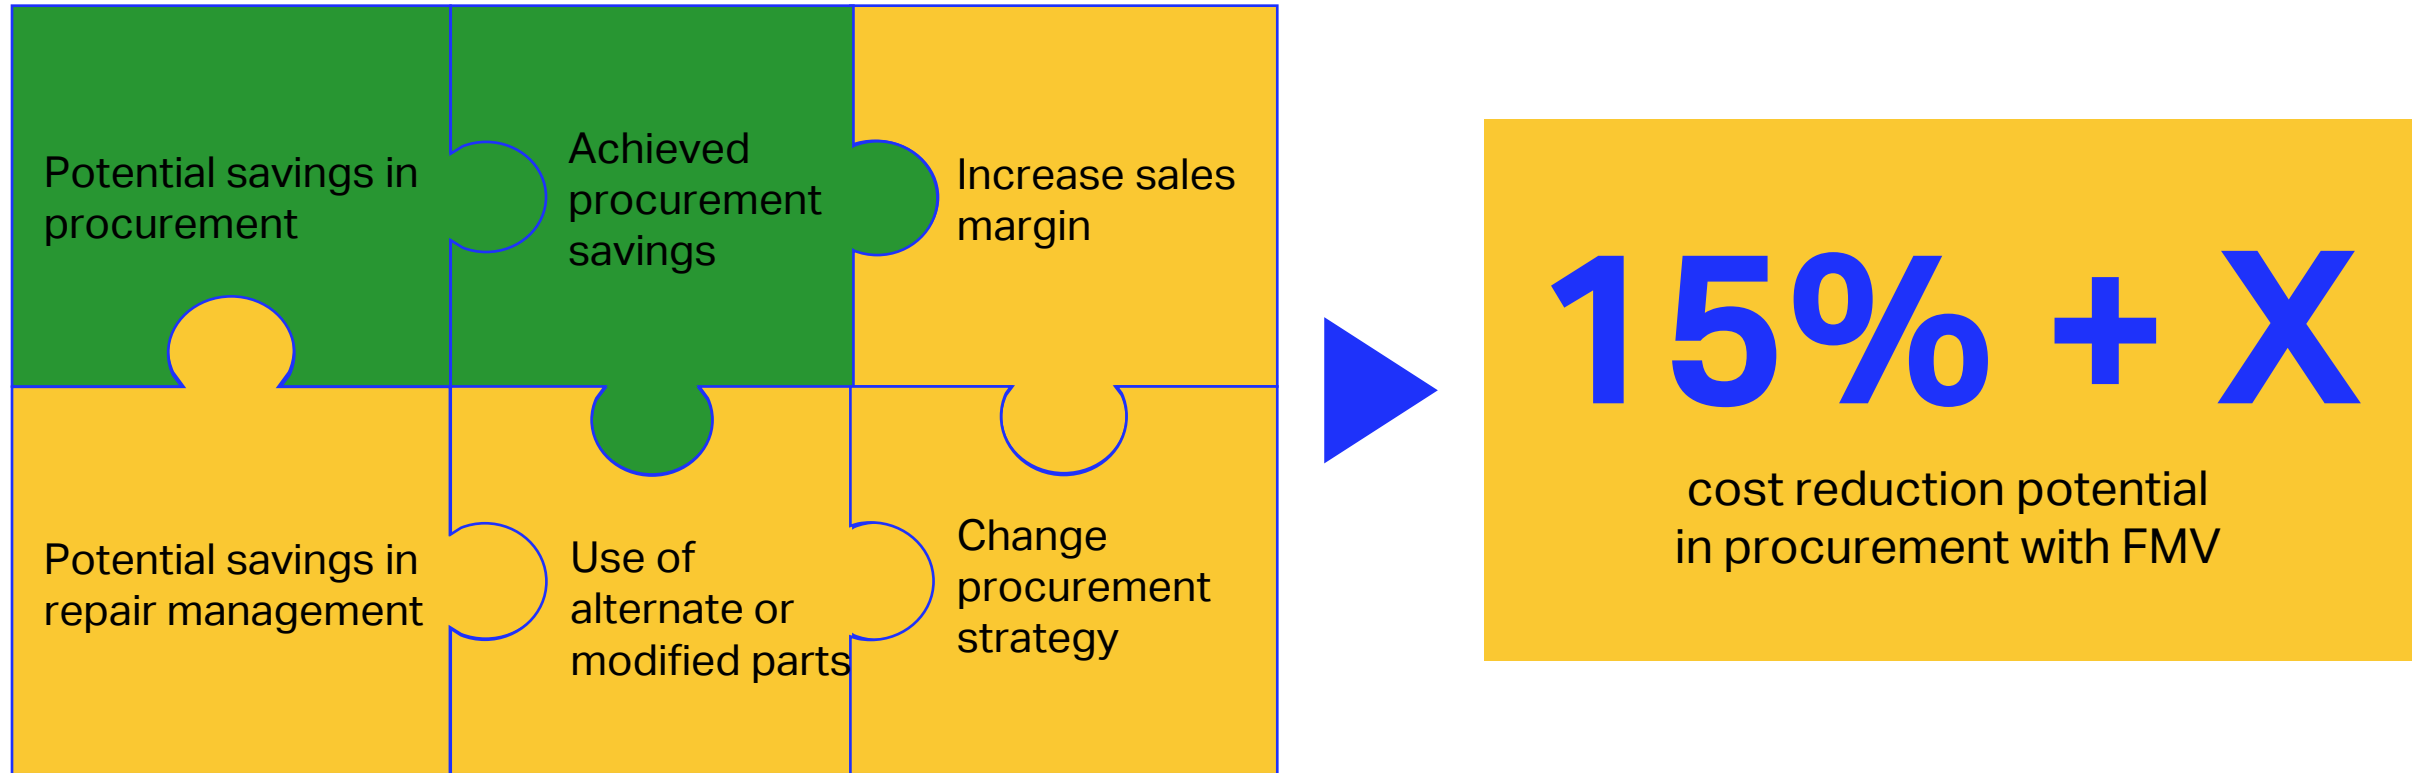 Potential savings in
procurement
Achieved
procurement
savings
Increase sales
margin
Potential savings in
repair management
Use of
alternate or
modified parts
Change
procurement
strategy
15% + X
cost reduction potential
in procurement with FMV